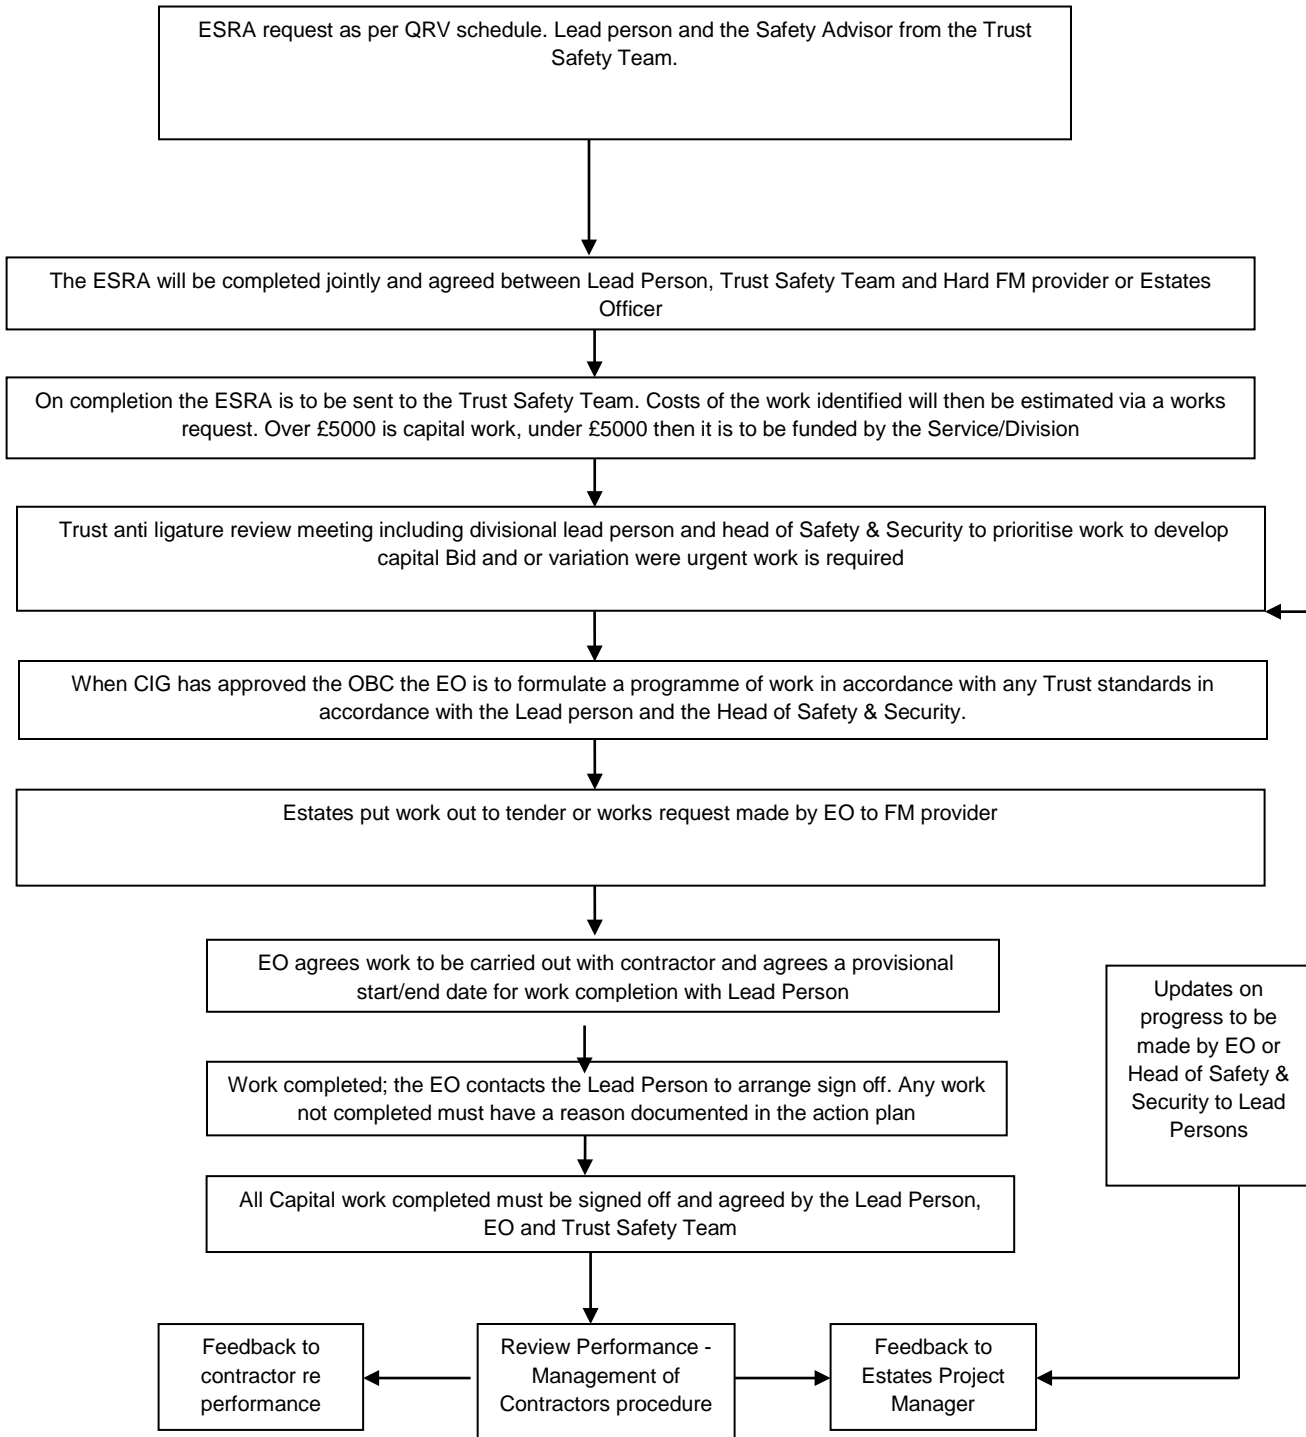 ESRA request as per QRV schedule. Lead person and the Safety Advisor from the Trust
Safety Team.
The ESRA will be completed jointly and agreed between Lead Person, Trust Safety Team and Hard FM provider or Estates
Officer
On completion the ESRA is to be sent to the Trust Safety Team. Costs of the work identified will then be estimated via a works
request. Over £5000 is capital work, under £5000 then it is to be funded by the Service/Division
Trust anti ligature review meeting including divisional lead person and head of Safety & Security to prioritise work to develop
capital Bid and or variation were urgent work is required
When CIG has approved the OBC the EO is to formulate a programme of work in accordance with any Trust standards in
accordance with the Lead person and the Head of Safety & Security.
Estates put work out to tender or works request made by EO to FM provider
EO agrees work to be carried out with contractor and agrees a provisional
start/end date for work completion with Lead Person
Work completed; the EO contacts the Lead Person to arrange sign off. Any work
not completed must have a reason documented in the action plan
All Capital work completed must be signed off and agreed by the Lead Person,
EO and Trust Safety Team
Updates on
progress to be
made by EO or
Head of Safety &
Security to Lead
Persons
Feedback to
contractor re
performance
Review Performance -
Management of
Contractors procedure
Feedback to
Estates Project
Manager